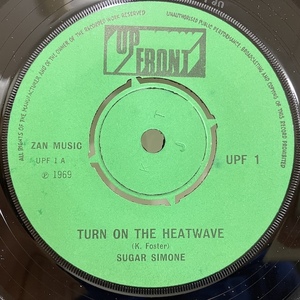 ALL RIGHTS OF THE MANUFACTURER AND OF THE OWNER OF THE RECORDED WORK RESERVED
UNAUTHORISED PUBLIC PERFORMANCE, BROADCASTING AND COPYING OF THIS RECORD PROHIBITED
UP
FRONT
ZAN MUSIC
UPF 1 A
℗ 1969
UPF 1
TURN ON THE HEATWAVE
(K. Foster)
SUGAR SIMONE